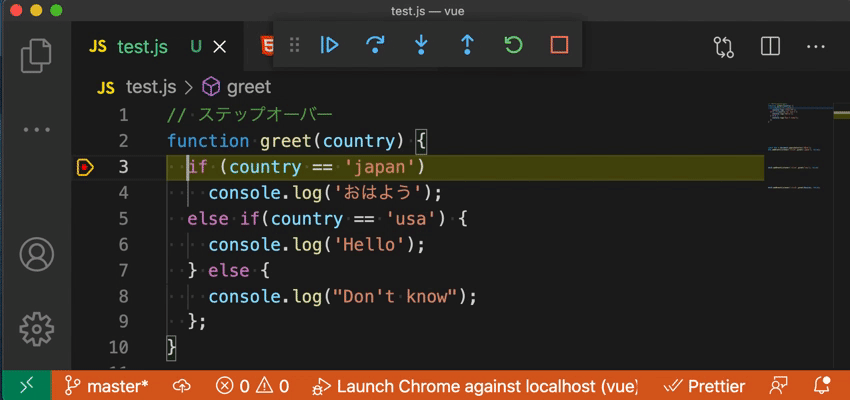 test.js — vue
JS test.js U
JS test.js > greet
1 // ステップオーバー
2 function greet(country) {
3 if (country == 'japan')
4 console.log('おはよう');
5 else if(country == 'usa') {
6 console.log('Hello');
7 } else {
8 console.log("Don't know");
9 };
10 }
11
master* 0 0 Launch Chrome against localhost (vue) Prettier